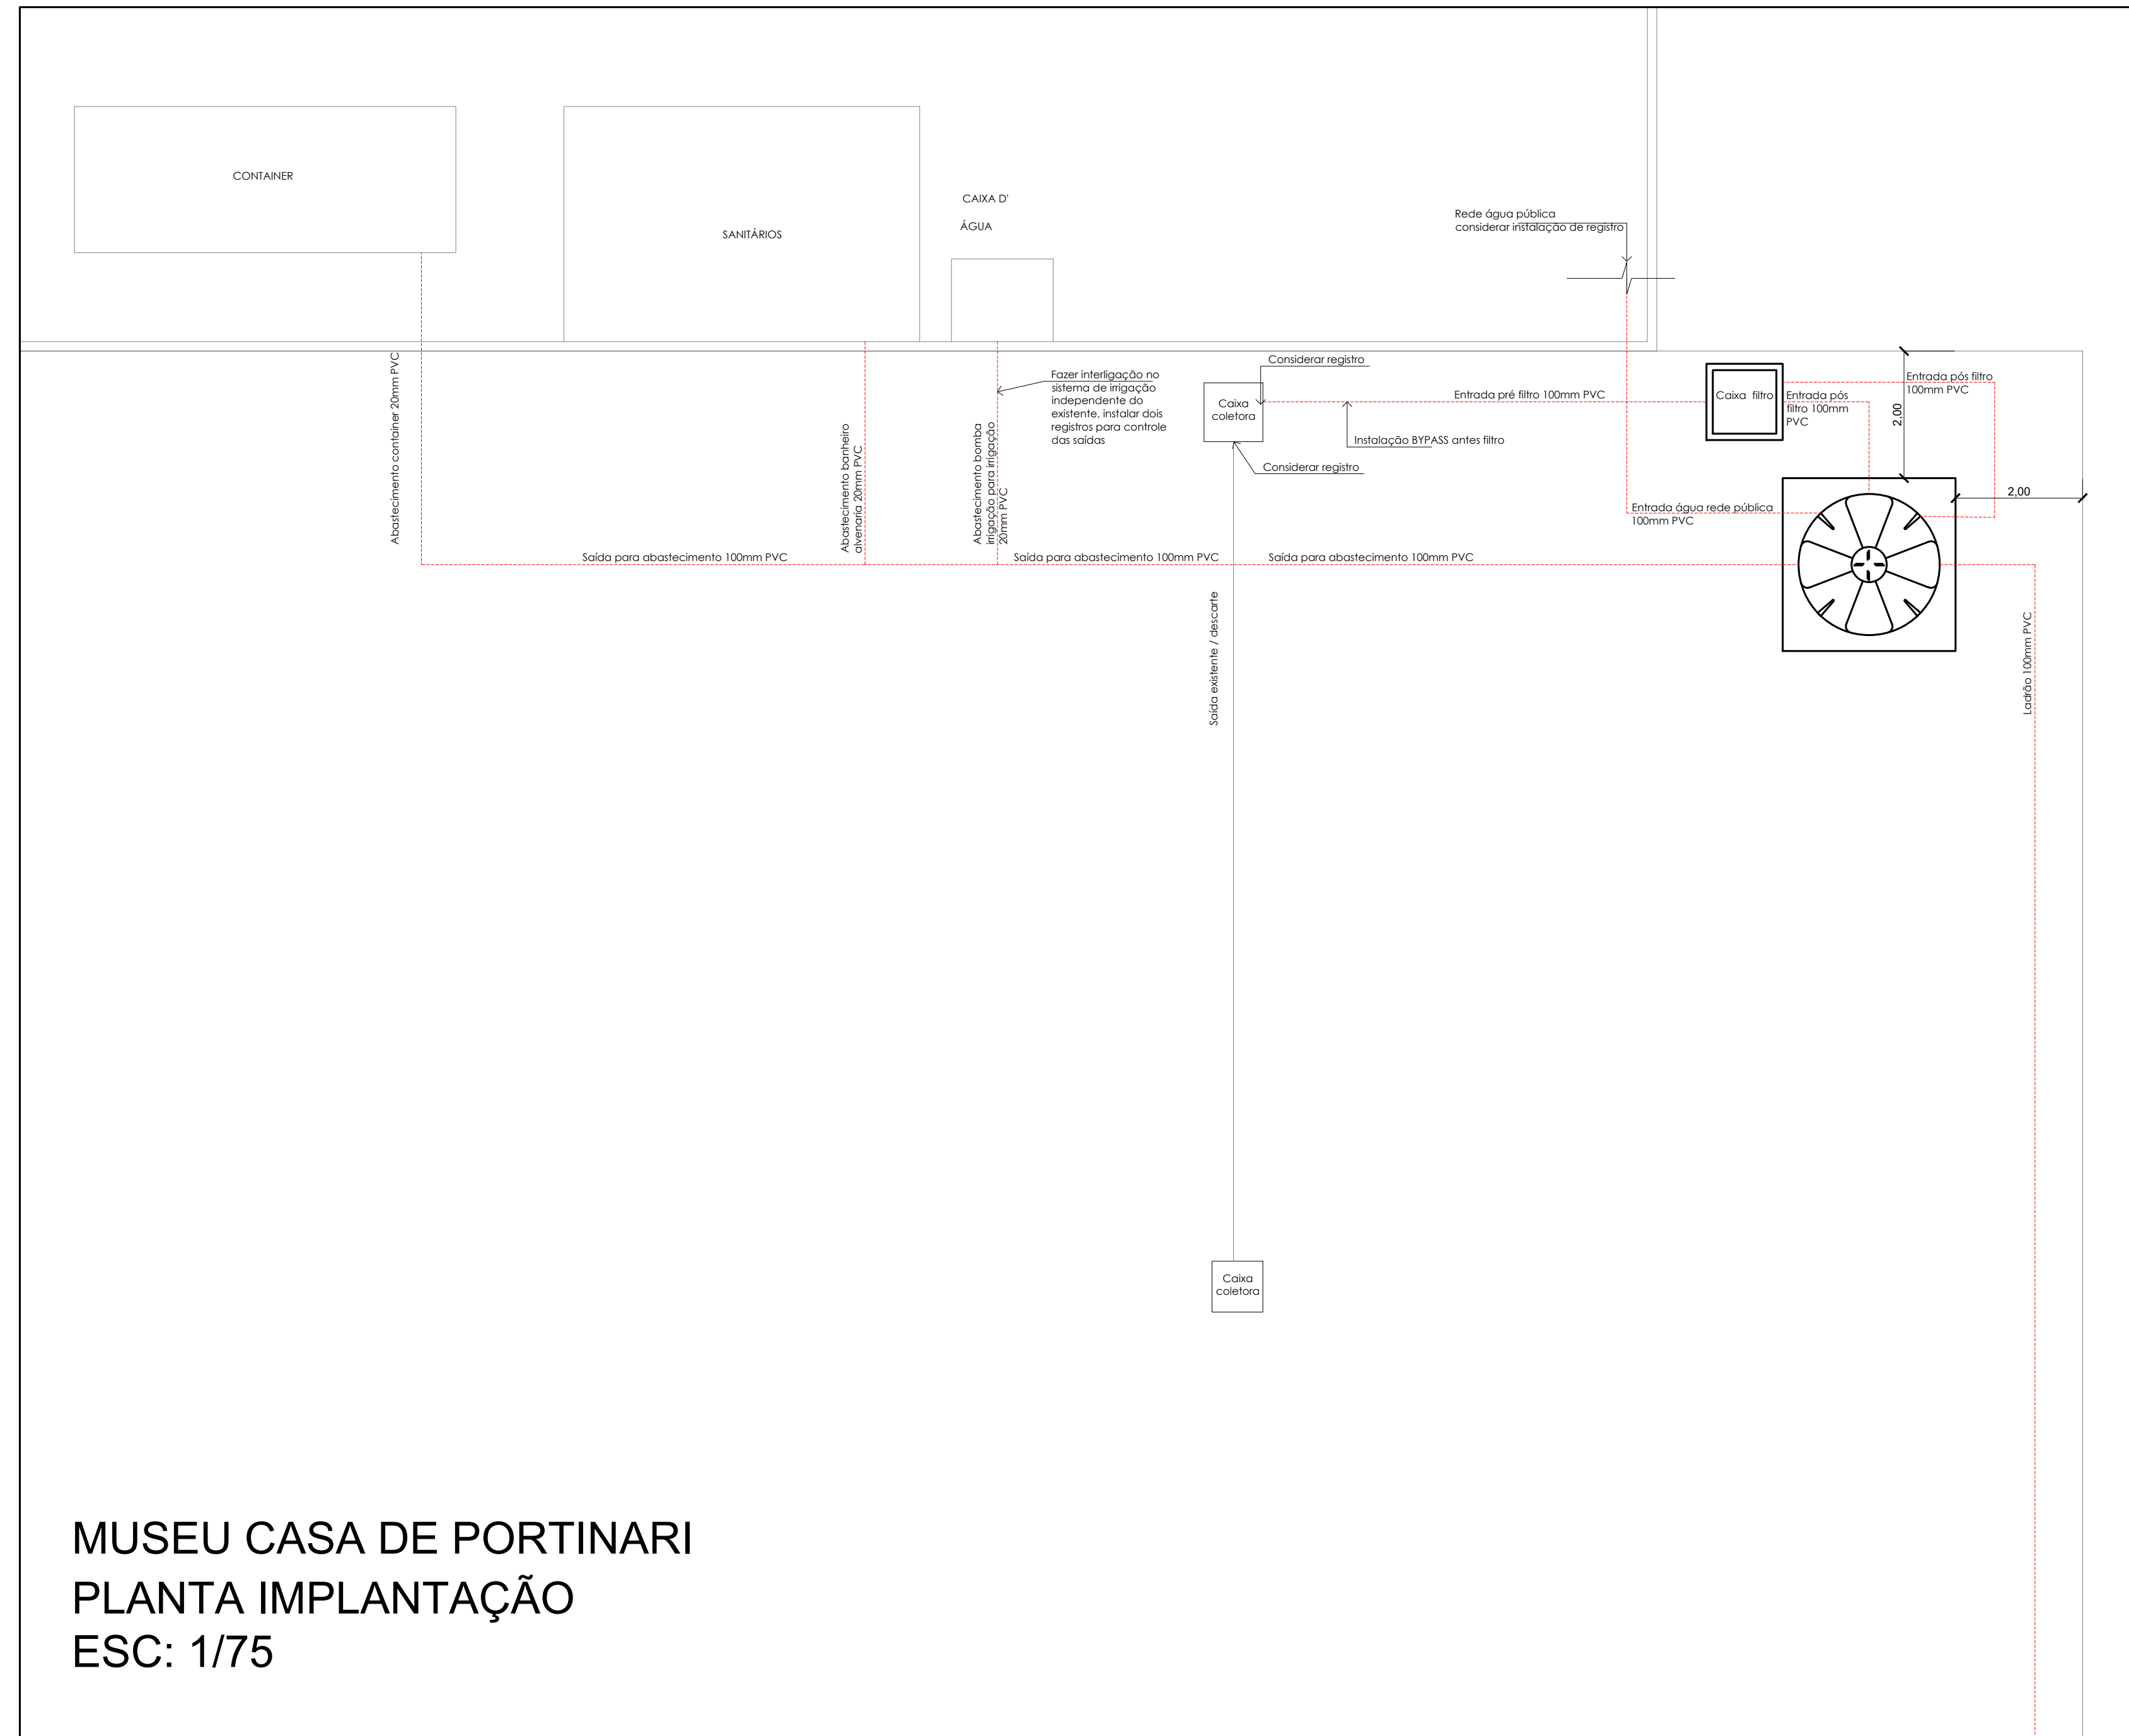 CONTAINER
SANITÁRIOS
CAIXA D'
ÁGUA
Rede água pública
considerar instalação de registro
Abastecimento container 20mm PVC
Abastecimento banheiro
alvenaria 20mm PVC
Abastecimento bomba
irrigação para irrigação
20mm PVC
Fazer interligação no
sistema de irrigação
independente do
existente, instalar dois
registros para controle
das saídas
Considerar registro
Caixa
coletora
Considerar registro
Entrada pré filtro 100mm PVC
Instalação BYPASS antes filtro
Caixa filtro
Entrada pós
filtro 100mm
PVC
Entrada pós filtro
100mm PVC
2,00
2,00
Entrada água rede pública
100mm PVC
Saída para abastecimento 100mm PVC
Saída para abastecimento 100mm PVC
Saída para abastecimento 100mm PVC
Saída existente / descarte
Ladrão 100mm PVC
Caixa
coletora
MUSEU CASA DE PORTINARI
PLANTA IMPLANTAÇÃO
ESC: 1/75